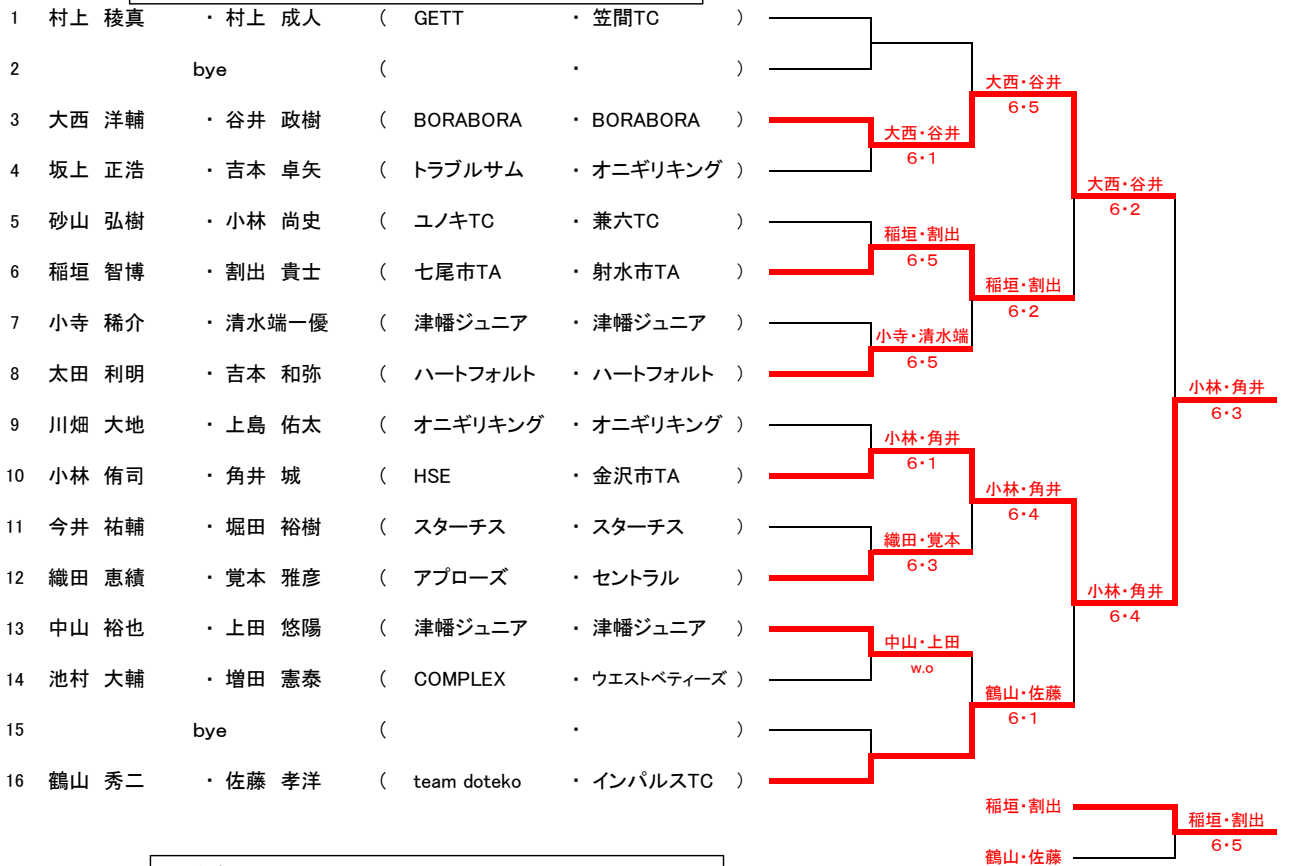 1 村上 稜真 ・ 村上 成人 ( GETT ・ 笠間TC )
2 bye ( ・ )
大西・谷井
6・5
3 大西 洋輔 ・ 谷井 政樹 ( BORABORA ・ BORABORA )
大西・谷井
6・1
4 坂上 正浩 ・ 吉本 卓矢 ( トラブルサム ・ オニギリキング )
大西・谷井
6・2
5 砂山 弘樹 ・ 小林 尚史 ( ユノキTC ・ 兼六TC )
稲垣・割出
6・5
6 稲垣 智博 ・ 割出 貴士 ( 七尾市TA ・ 射水市TA )
稲垣・割出
6・2
7 小寺 稀介 ・ 清水端一優 ( 津幡ジュニア ・ 津幡ジュニア )
小寺・清水端
6・5
8 太田 利明 ・ 吉本 和弥 ( ハートフォルト ・ ハートフォルト )
小林・角井
6・3
9 川畑 大地 ・ 上島 佑太 ( オニギリキング ・ オニギリキング )
小林・角井
6・1
10 小林 侑司 ・ 角井 城 ( HSE ・ 金沢市TA )
小林・角井
6・4
11 今井 祐輔 ・ 堀田 裕樹 ( スターチス ・ スターチス )
織田・覚本
6・3
12 織田 恵績 ・ 覚本 雅彦 ( アプローズ ・ セントラル )
小林・角井
6・4
13 中山 裕也 ・ 上田 悠陽 ( 津幡ジュニア ・ 津幡ジュニア )
中山・上田
w.o
14 池村 大輔 ・ 増田 憲泰 ( COMPLEX ・ ウエストベティーズ )
鶴山・佐藤
6・1
15 bye ( ・ )
16 鶴山 秀二 ・ 佐藤 孝洋 ( team doteko ・ インパルスTC )
稲垣・割出
稲垣・割出
6・5
鶴山・佐藤